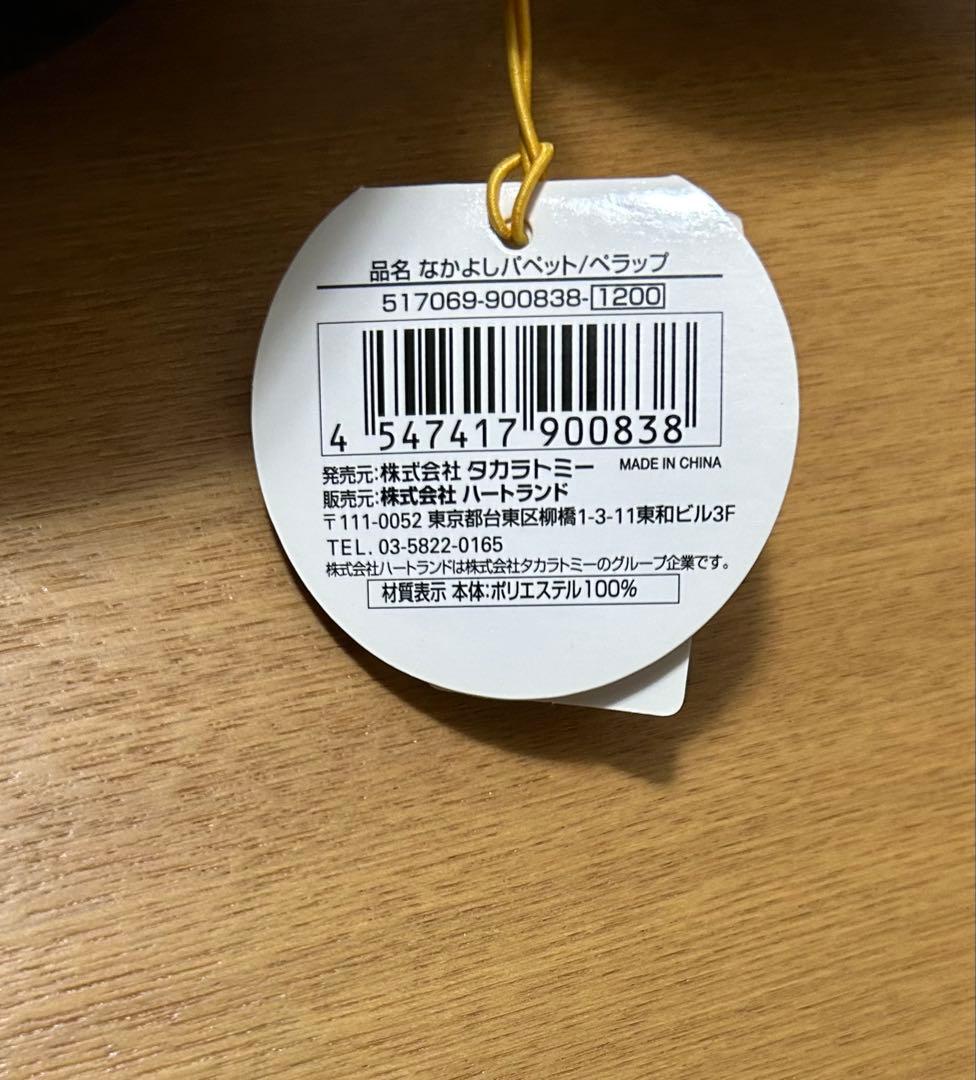 品名 なかよしパペット/ペラップ
517069-900838-1200
4 547417 900838
発売元:株式会社 タカラトミー MADE IN CHINA
販売元:株式会社 ハートランド
〒111-0052 東京都台東区柳橋1-3-11東和ビル3F
TEL. 03-5822-0165
株式会社ハートランドは株式会社タカラトミーのグループ企業です。
材質表示 本体:ポリエステル100%